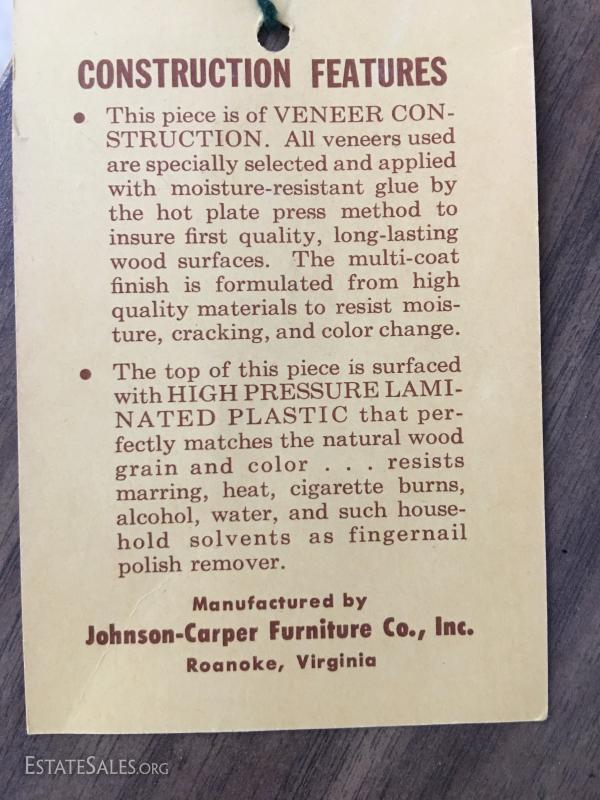 CONSTRUCTION FEATURES
• This piece is of VENEER CON-
STRUCTION. All veneers used
are specially selected and applied
with moisture-resistant glue by
the hot plate press method to
insure first quality, long-lasting
wood surfaces. The multi-coat
finish is formulated from high
quality materials to resist mois-
ture, cracking, and color change.
• The top of this piece is surfaced
with HIGH PRESSURE LAMI-
NATED PLASTIC that per-
fectly matches the natural wood
grain and color . . . resists
marring, heat, cigarette burns,
alcohol, water, and such house-
hold solvents as fingernail
polish remover.
Manufactured by
Johnson-Carper Furniture Co., Inc.
Roanoke, Virginia
ESTATESALES.ORG